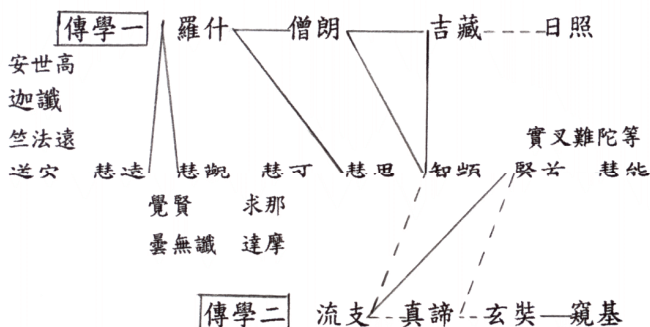 傳學一 羅什 僧朗 吉藏 日照
安世高
迦讖
竺法遠 實叉難陀等
道安 慧遠 慧觀 慧可 慧思 智顗 賢首 慧能
覺賢 求那
曇無讖 達摩
傳學二 流支 真諦 玄奘 窺基